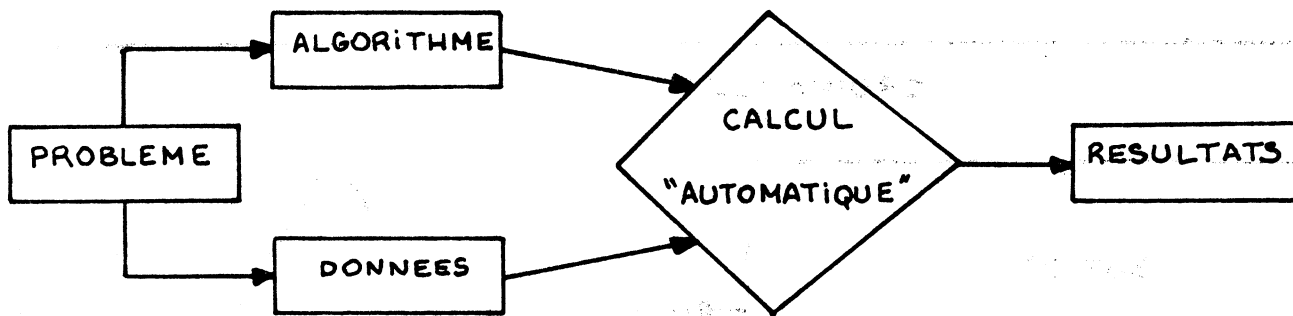 ALGORiTHME
PROBLEME
DONNEES
CALCUL
"AUTOMATiQUE"
RESULTATS